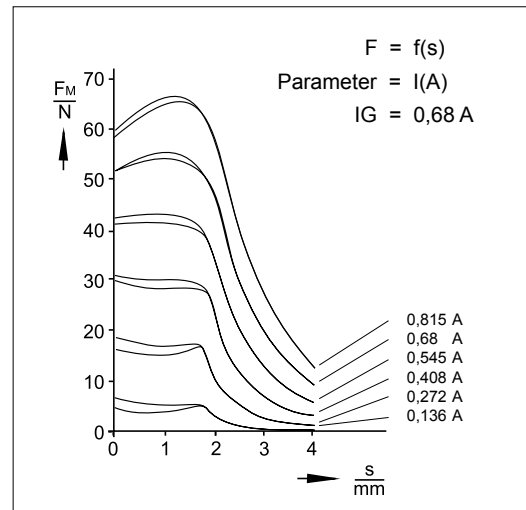 F = f(s)
Parameter = I(A)
IG = 0,68 A
FM
N
70
60
50
40
30
20
10
0
0 1 2 3 4
s
mm
0,815 A
0,68 A
0,545 A
0,408 A
0,272 A
0,136 A